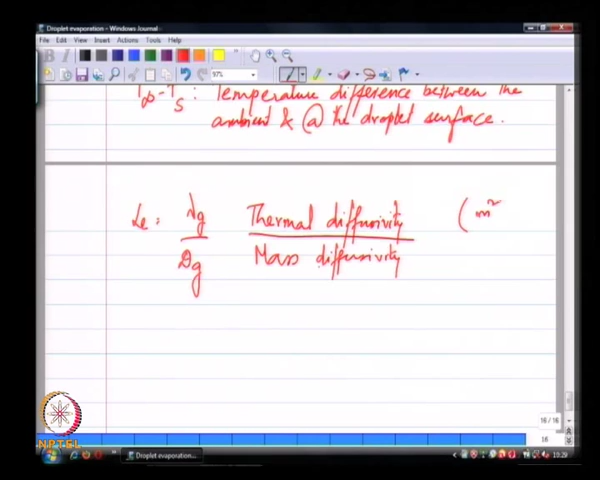 Droplet evaporation - Windows Journal
File Edit View Insert Actions Tools Help
97%
T∞-Ts : Temperature difference between the
ambient & @ the droplet surface.
Le = αg Thermal diffusivity ( m²
Dg Mass diffusivity
16 / 16
16
NPTEL
Droplet evaporation...
10:29